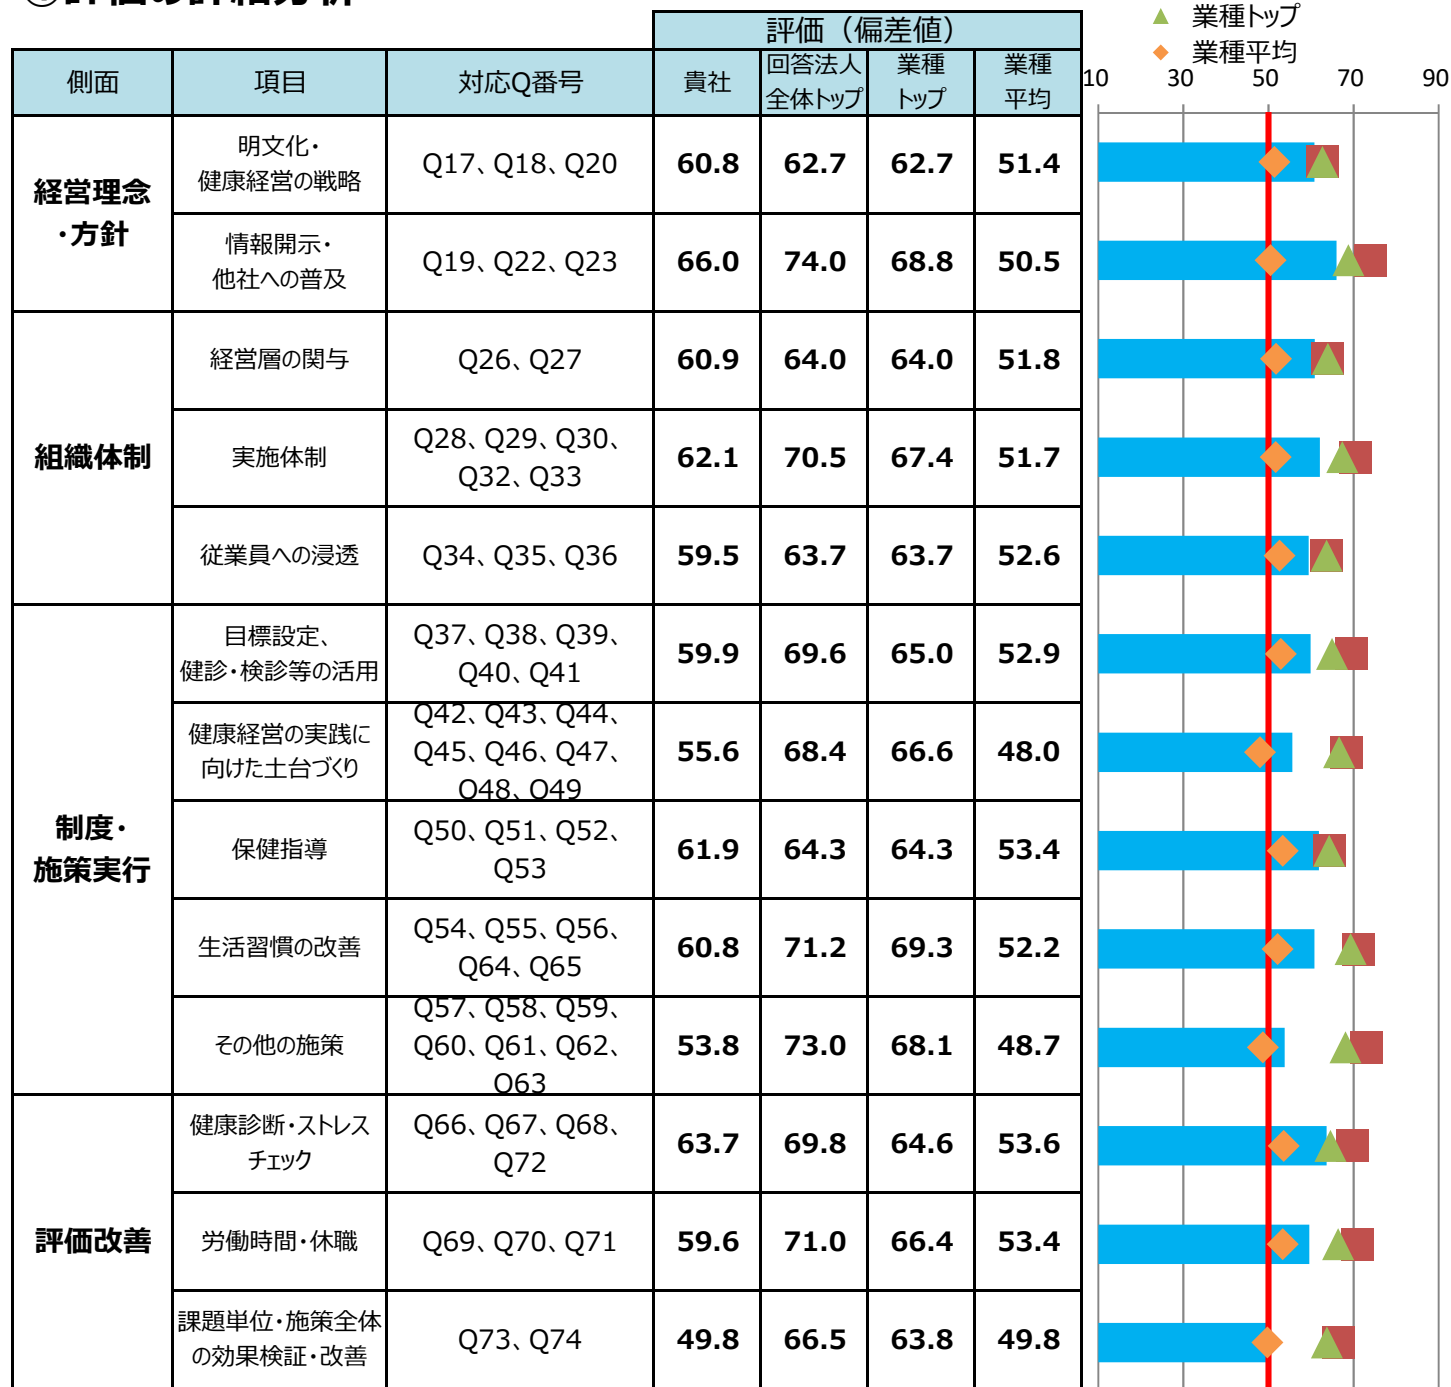 評価（偏差値）
▲ 業種トップ
◆ 業種平均
側面 項目 対応Q番号 貴社 回答法人 業種 業種
全体トップ トップ 平均
10 30 50 70 90
経営理念
・方針
明文化・
健康経営の戦略
Q17、Q18、Q20 60.8 62.7 62.7 51.4
情報開示・
他社への普及
Q19、Q22、Q23 66.0 74.0 68.8 50.5
組織体制
経営層の関与 Q26、Q27 60.9 64.0 64.0 51.8
実施体制
Q28、Q29、Q30、
Q32、Q33
62.1 70.5 67.4 51.7
従業員への浸透 Q34、Q35、Q36 59.5 63.7 63.7 52.6
制度・
施策実行
目標設定、
健診・検診等の活用
Q37、Q38、Q39、
Q40、Q41
59.9 69.6 65.0 52.9
健康経営の実践に
向けた土台づくり
Q42、Q43、Q44、
Q45、Q46、Q47、
Q48、Q49
55.6 68.4 66.6 48.0
保健指導
Q50、Q51、Q52、
Q53
61.9 64.3 64.3 53.4
生活習慣の改善
Q54、Q55、Q56、
Q64、Q65
60.8 71.2 69.3 52.2
その他の施策
Q57、Q58、Q59、
Q60、Q61、Q62、
Q63
53.8 73.0 68.1 48.7
評価改善
健康診断・ストレス
チェック
Q66、Q67、Q68、
Q72
63.7 69.8 64.6 53.6
労働時間・休職 Q69、Q70、Q71 59.6 71.0 66.4 53.4
課題単位・施策全体
の効果検証・改善
Q73、Q74 49.8 66.5 63.8 49.8